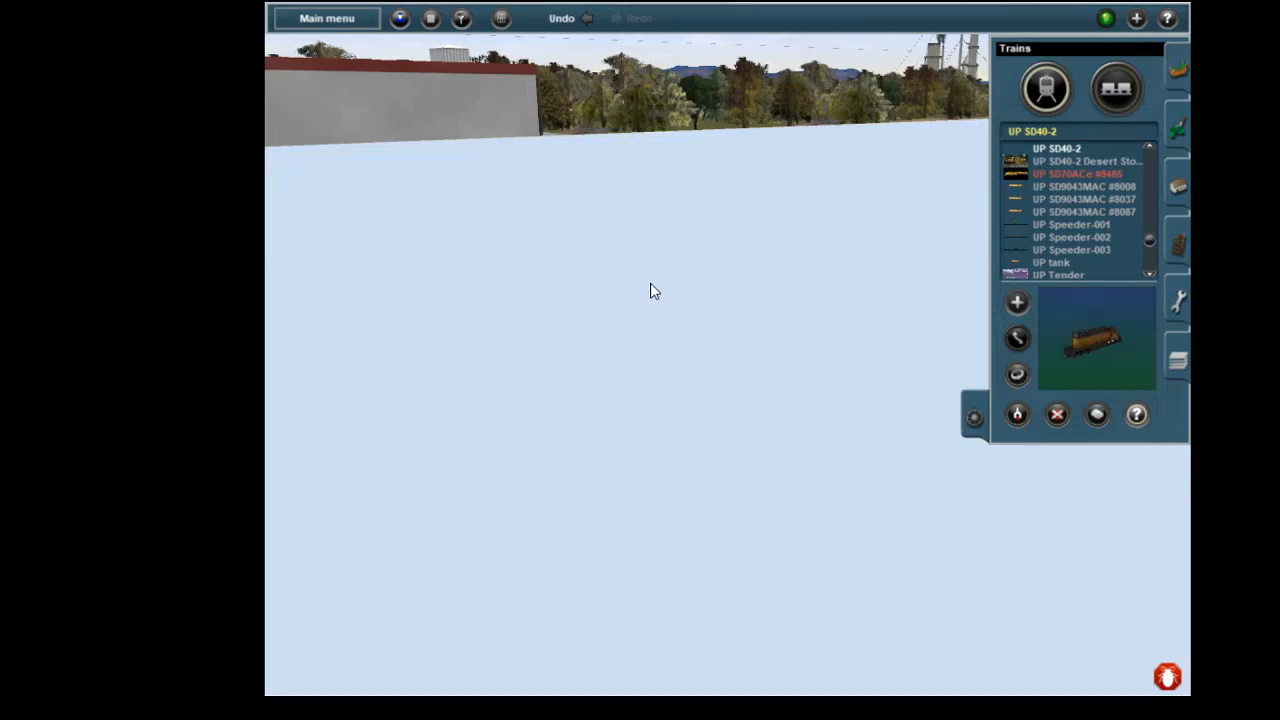 Main menu
Undo
Redo
?
Trains
UP SD40-2
UP SD40-2
UP SD40-2 Desert Sto...
UP SD70ACe #8485
UP SD9043MAC #8008
UP SD9043MAC #8037
UP SD9043MAC #8087
UP Speeder-001
UP Speeder-002
UP Speeder-003
UP tank
UP Tender
?